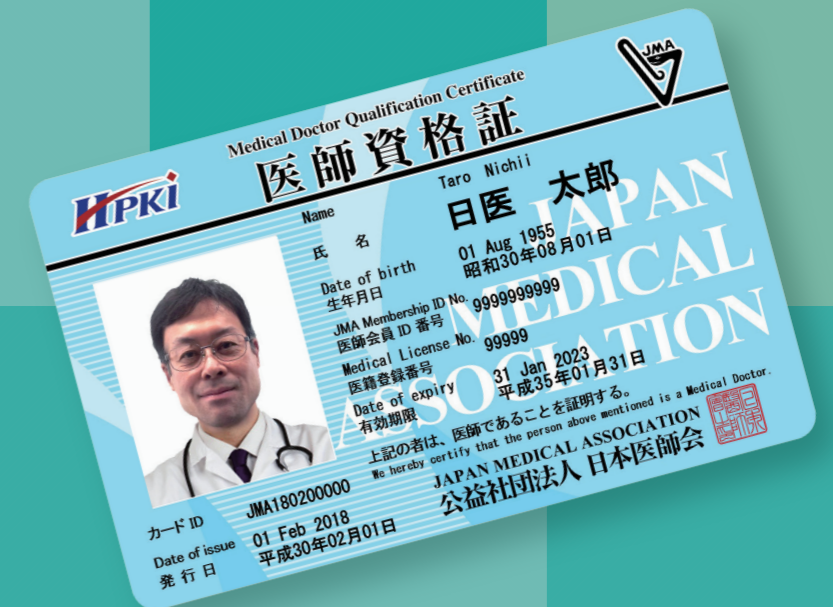 JMA
Medical Doctor Qualification Certificate
医師資格証
HPKI
Taro Nichii
Name
氏 名 日医 太郎
Date of birth 01 Aug 1955
生年月日 昭和30年08月01日
JMA Membership ID No.
医師会員 ID 番号 9999999999
Medical License No.
医籍登録番号 99999
Date of expiry 31 Jan 2023
有効期限 平成35年01月31日
JAPAN
MEDICAL
ASSOCIATION
上記の者は、医師であることを証明する。
We hereby certify that the person above mentioned is a Medical Doctor.
JAPAN MEDICAL ASSOCIATION
公益社団法人 日本医師会
カード ID JMA180200000
Date of issue 01 Feb 2018
発行日 平成30年02月01日